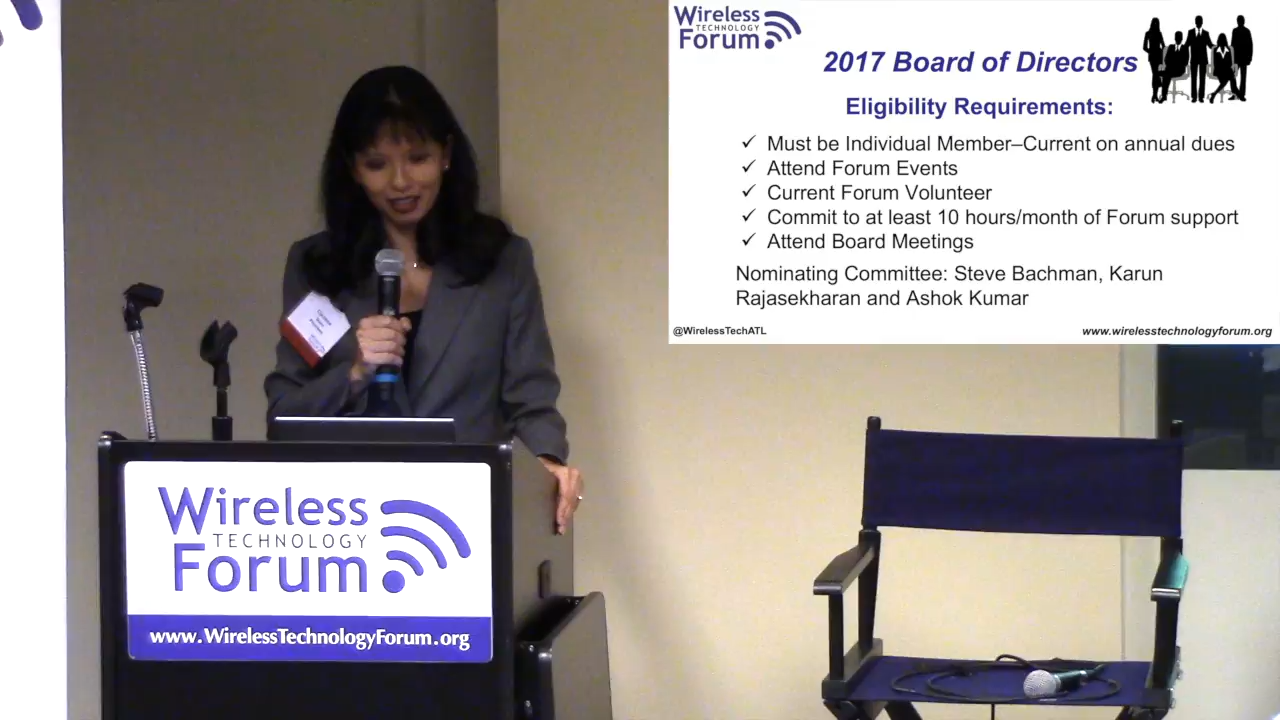 Wireless
TECHNOLOGY
Forum
2017 Board of Directors
Eligibility Requirements:
✓ Must be Individual Member–Current on annual dues
✓ Attend Forum Events
✓ Current Forum Volunteer
✓ Commit to at least 10 hours/month of Forum support
✓ Attend Board Meetings
Nominating Committee: Steve Bachman, Karun
Rajasekharan and Ashok Kumar
@WirelessTechATL
www.wirelesstechnologyforum.org
Wireless
TECHNOLOGY
Forum
www.WirelessTechnologyForum.org